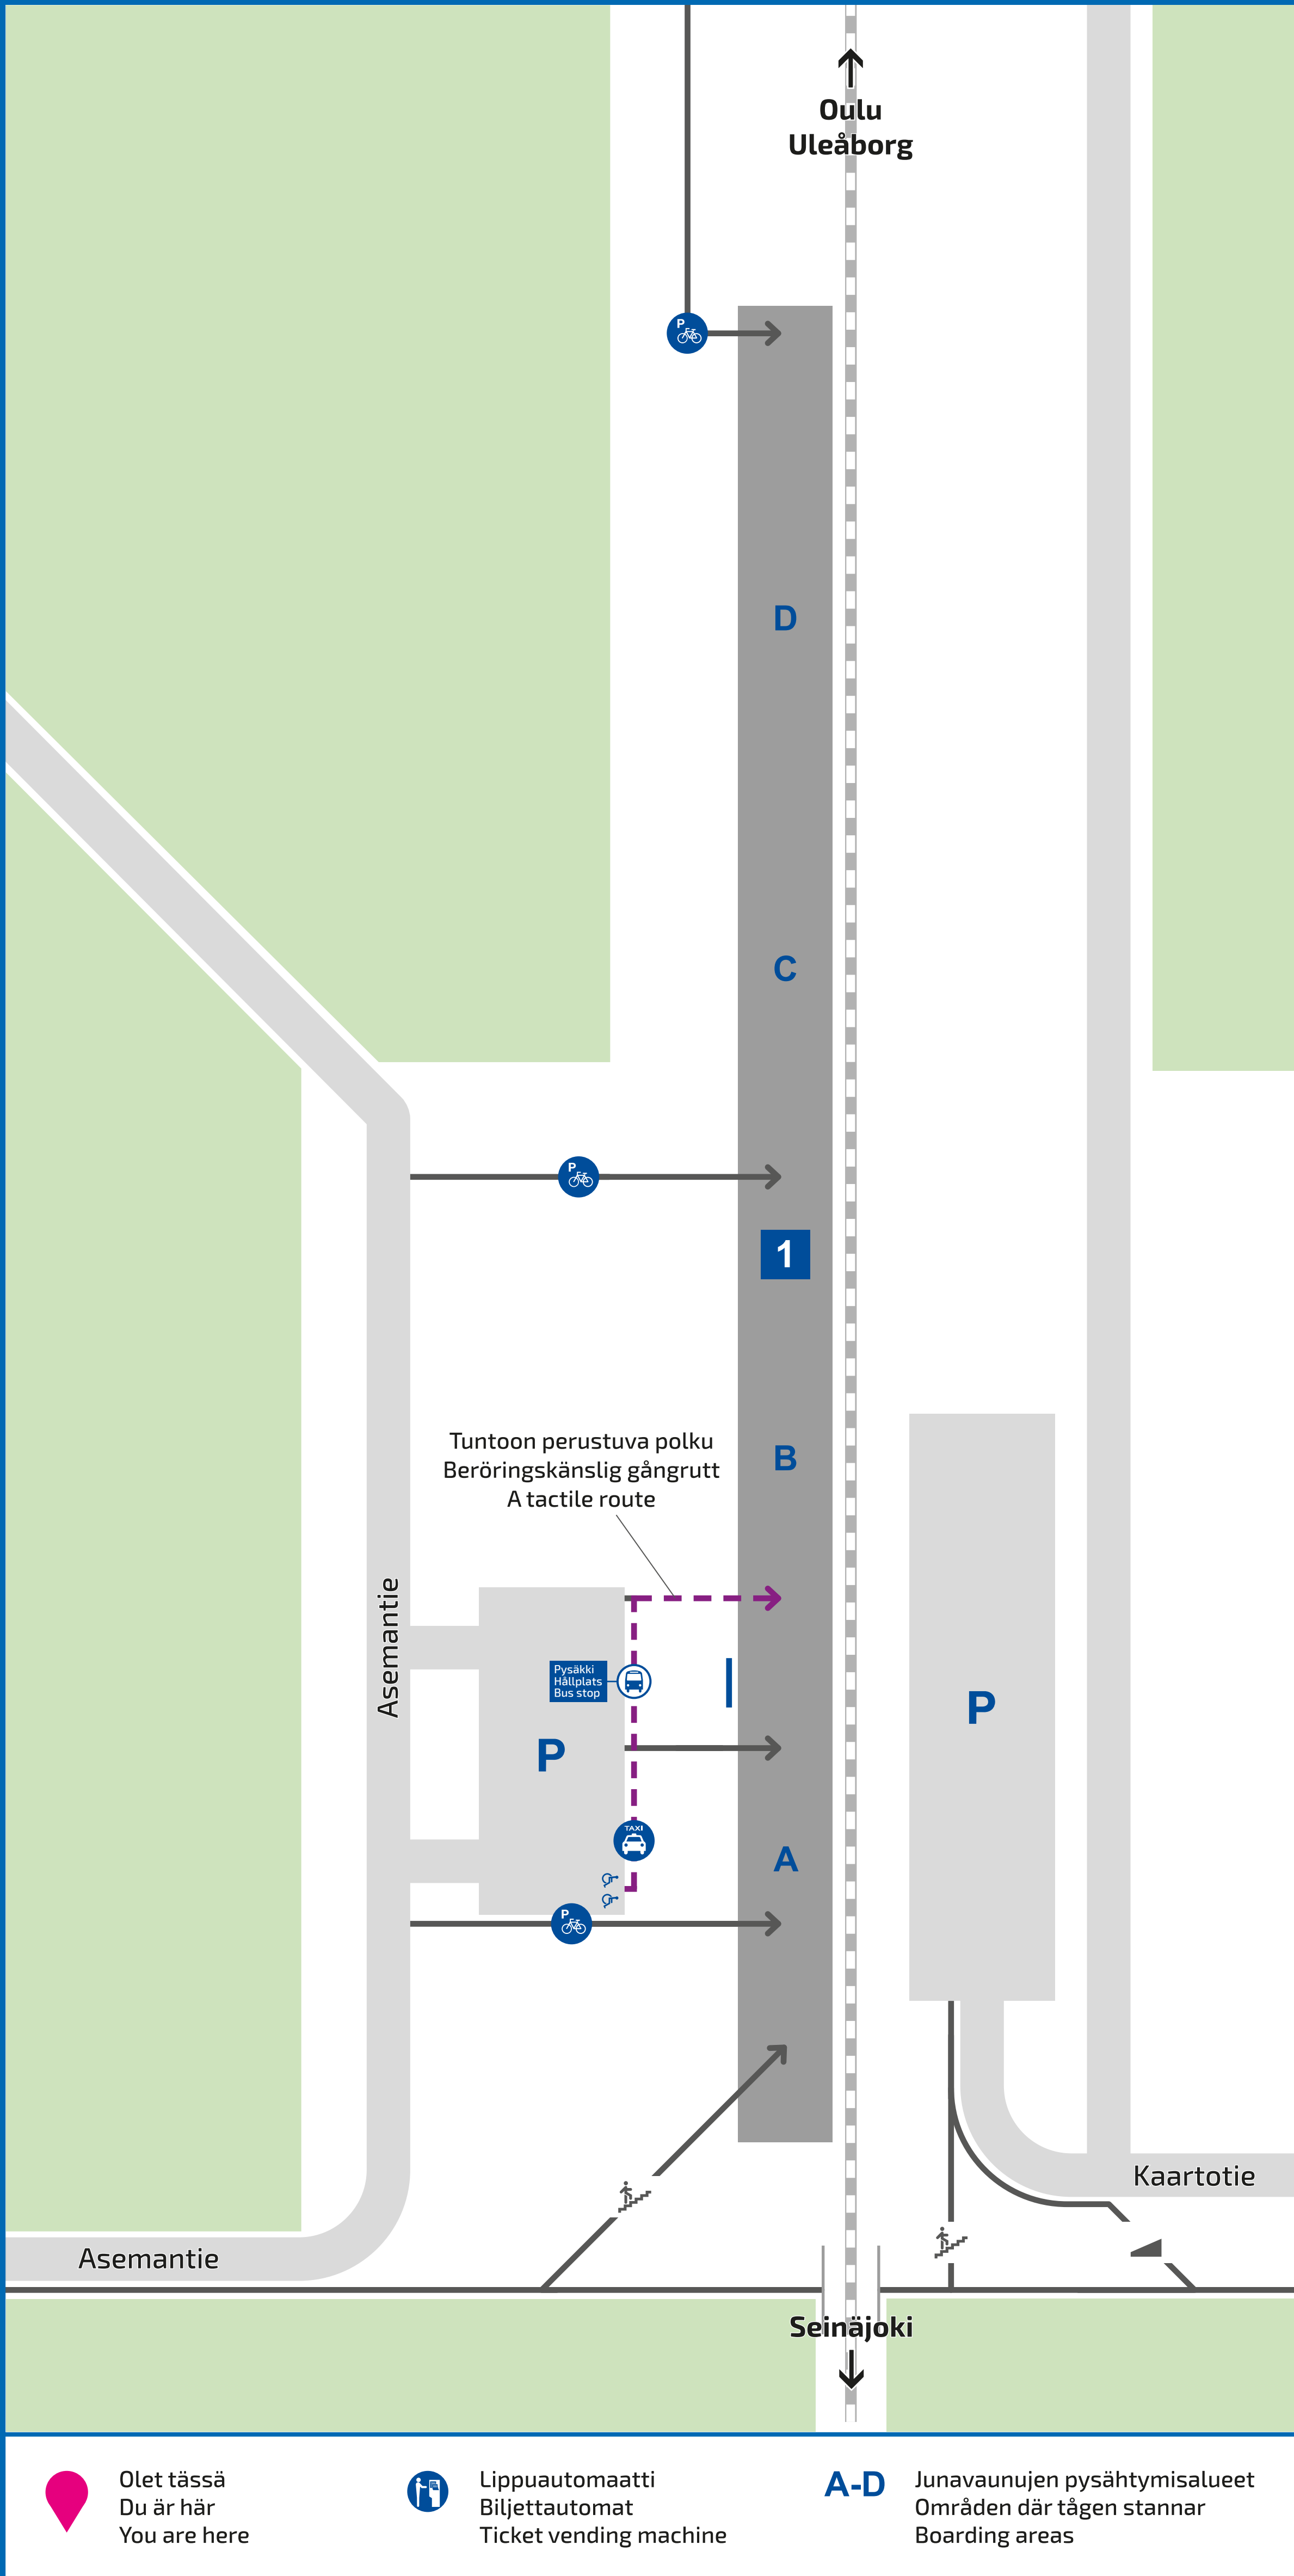 Oulu
Uleåborg
P
D
C
P
1
Tuntoon perustuva polku
Beröringskänslig gångrutt
A tactile route
B
Asemantie
Pysäkki
Hållplats
Bus stop
P
P
TAXI
A
P
Kaartotie
Asemantie
Seinäjoki
Olet tässä
Du är här
You are here
Lippuautomaatti
Biljettautomat
Ticket vending machine
A-D
Junavaunujen pysähtymisalueet
Områden där tågen stannar
Boarding areas